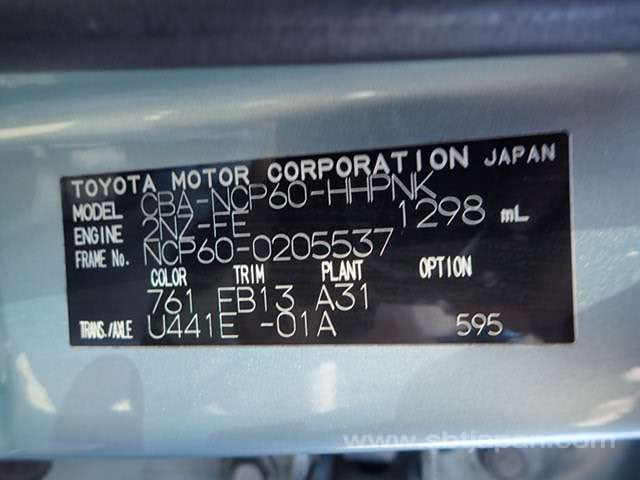 TOYOTA MOTOR CORPORATION JAPAN
MODEL CBA-NCP60-HHPNK
ENGINE 2NZ-FE 1298 mL
FRAME No. NCP60-0205537
COLOR TRIM PLANT OPTION
761 FB13 A31
TRANS./AXLE U441E -01A 595
www.sbtjapan.com